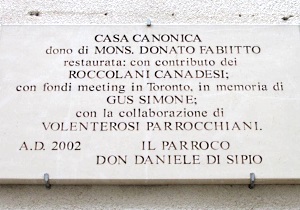 CASA CANONICA
dono di MONS. DONATO FABIITTO
restaurata: con contributo dei
ROCCOLANI CANADESI;
con fondi meeting in Toronto, in memoria di
GUS SIMONE;
con la collaborazione di
VOLENTEROSI PARROCCHIANI.
A.D. 2002 IL PARROCO
DON DANIELE DI SIPIO